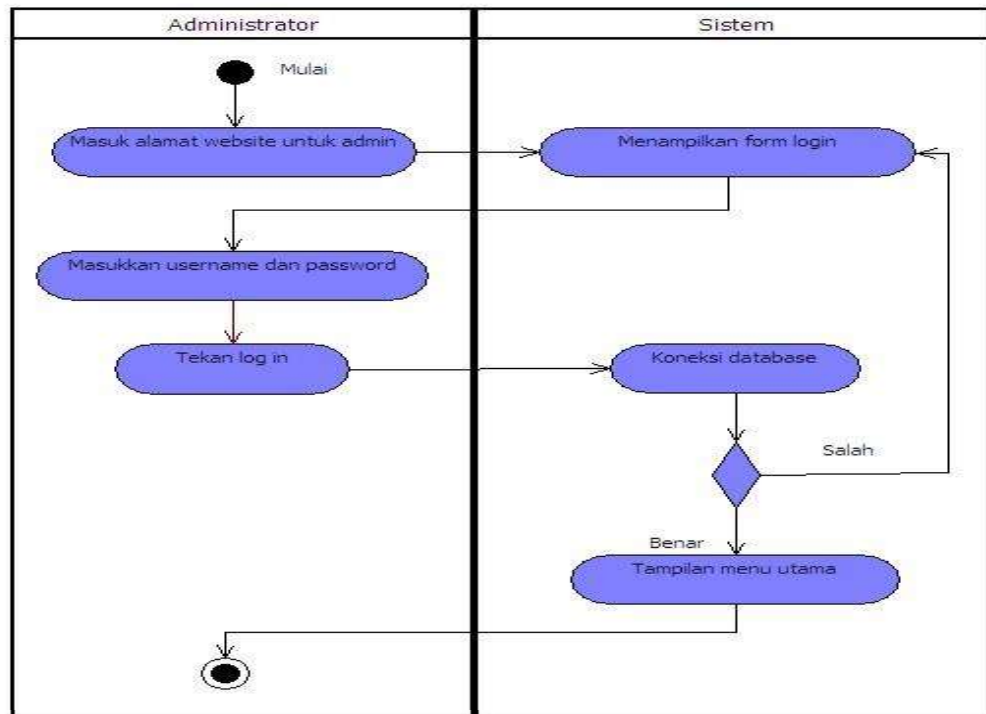 Administrator
Sistem
Mulai
Masuk alamat website untuk admin
Menampilkan form login
Masukkan username dan password
Tekan log in
Koneksi database
Salah
Benar
Tampilan menu utama